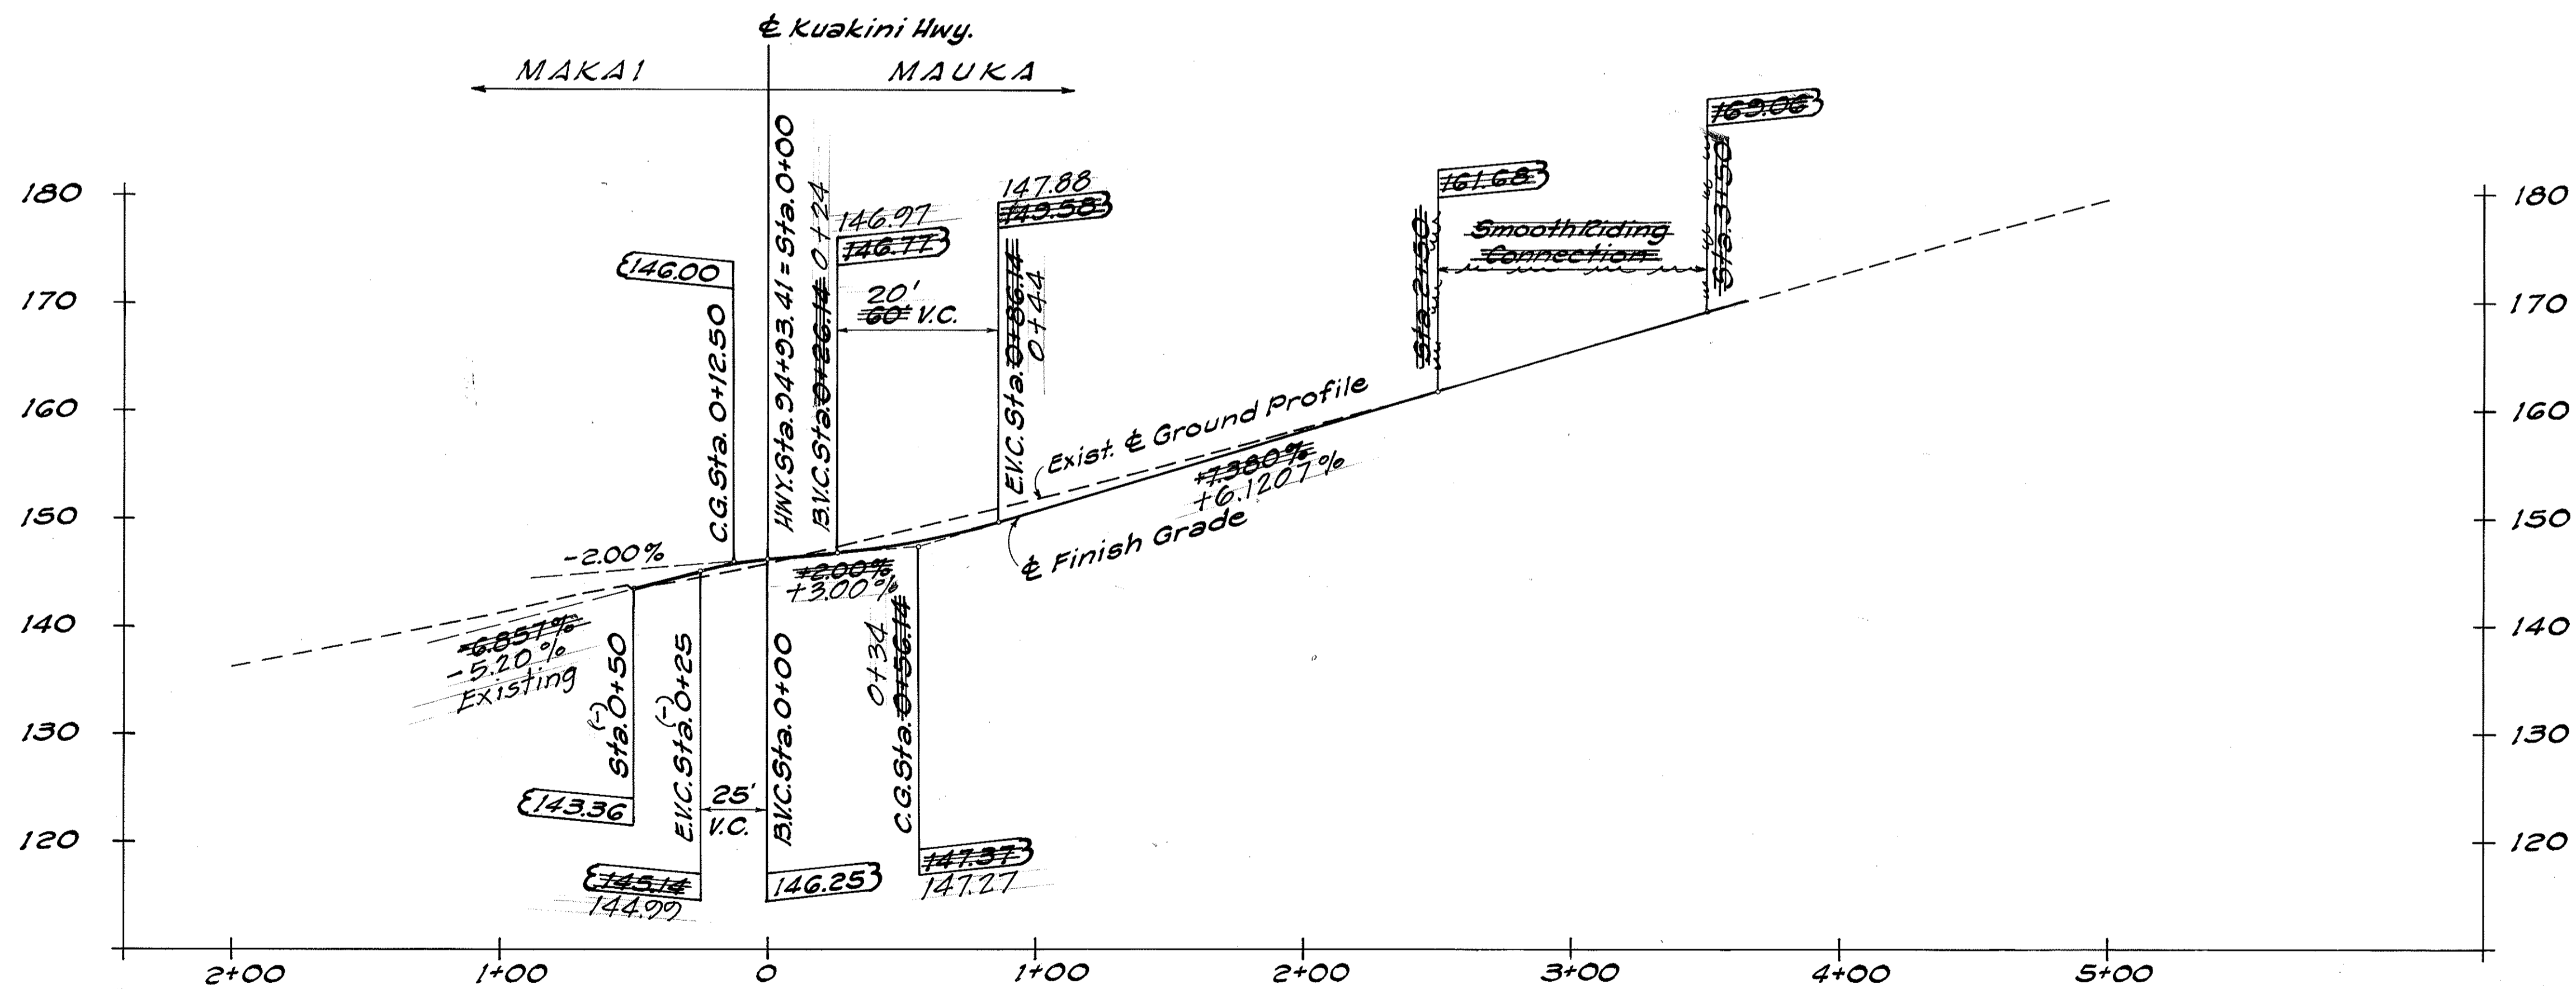 ℄ Kuakini Hwy.
MAKAI
MAUKA
HWY. Sta. 94+93.41 = Sta. 0+00
146.00
C.G. Sta. 0+12.50
B.V.C. Sta. 0+26.14 0+24
146.97
146.77
20'
60' V.C.
147.88
149.58
E.V.C. Sta. 0+86.14
0+44
161.68
Sta. 2+50
Smooth Riding
Connection
169.06
Sta. 3+50
180
170
160
150
140
130
120
180
170
160
150
140
130
120
Exist. ℄ Ground Profile
+7.380%
+6.1207%
℄ Finish Grade
-2.00%
+2.00%
+3.00%
-6.857%
-5.20%
Existing
(-)
Sta. 0+50
143.36
(-)
E.V.C. Sta. 0+25
145.14
144.99
25'
V.C.
B.V.C. Sta. 0+00
146.25
0+34
C.G. Sta. 0+56.14
147.37
147.27
2+00 1+00 0 1+00 2+00 3+00 4+00 5+00